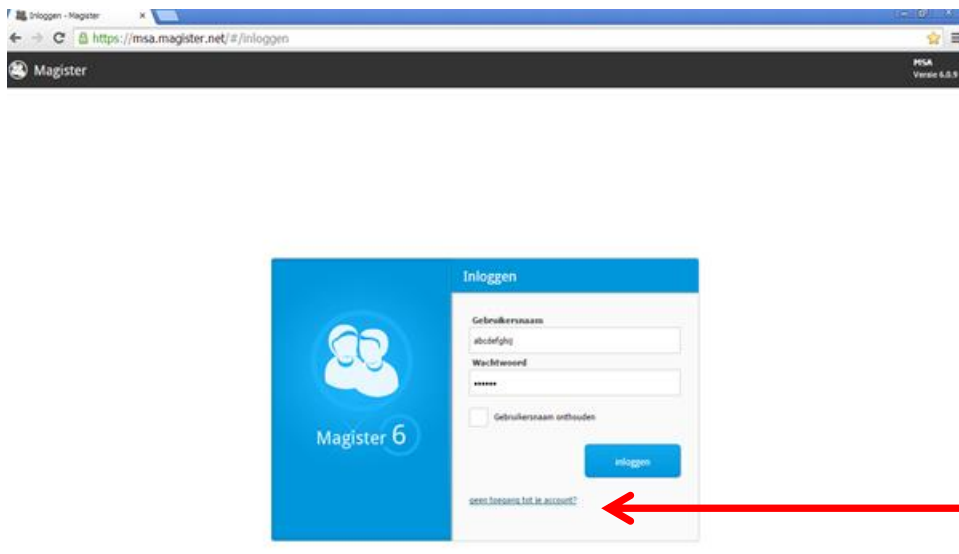 Inloggen - Magister
https://msa.magister.net/#/inloggen
Magister
MSA
Versie 6.0.9
Inloggen
Gebruikersnaam
abcdefghij
Wachtwoord
••••••
Gebruikersnaam onthouden
Magister 6
inloggen
geen toegang tot je account?